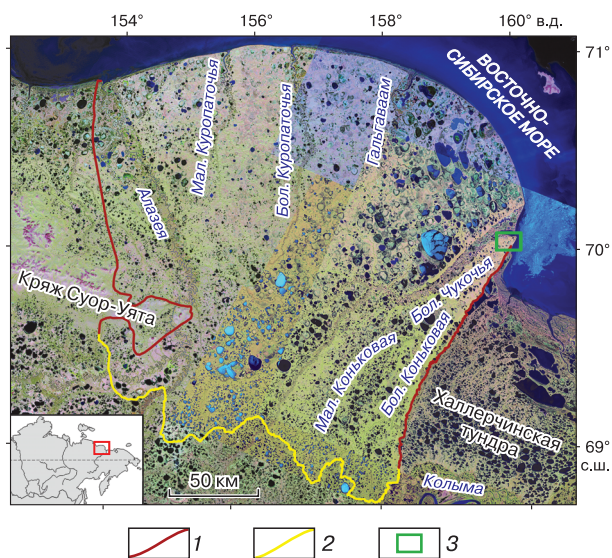 154° 156° 158° 160° в.д.
71°
ВОСТОЧНО-
СИБИРСКОЕ МОРЕ
Мал. Куропаточья
Бол. Куропаточья
Гальгаваам
Алазея
70°
Кряж Суор-Уята
Бол. Чукочья
Мал. Коньковая
Бол. Коньковая
Халлерчинская
тундра
69°
с.ш.
50 км
Колыма
1 2 3